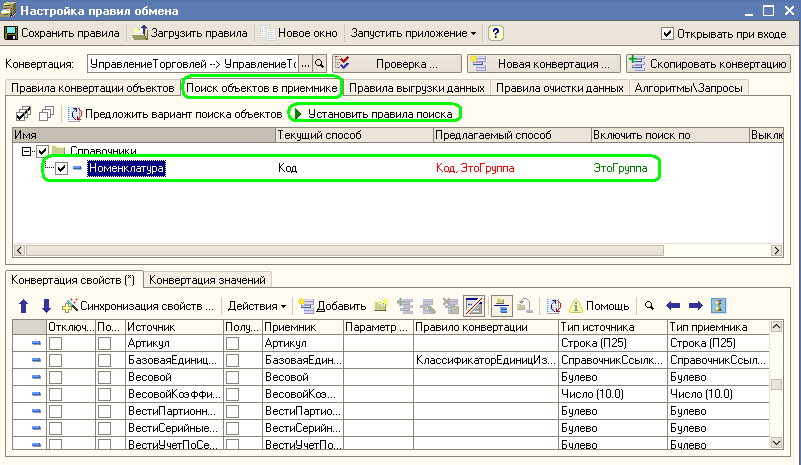 Настройка правил обмена
Сохранить правила Загрузить правила Новое окно Запустить приложение ? Открывать при входе
Конвертация: УправлениеТорговлей --> УправлениеТо ... Проверка ... Новая конвертация ... Скопировать конвертацию
Правила конвертации объектов Поиск объектов в приемнике Правила выгрузки данных Правила очистки данных Алгоритмы\Запросы
Предложить вариант поиска объектов Установить правила поиска
Имя Текущий способ Предлагаемый способ Включить поиск по Выклю
Справочники
Номенклатура Код Код, ЭтоГруппа ЭтоГруппа
Конвертация свойств (*) Конвертация значений
Синхронизация свойств ... Действия Добавить Помощь
Отключ... По... Источник Полу... Приемник Параметр ... Правило конвертации Тип источника Тип приемника
Артикул Артикул Строка (П25) Строка (П25)
БазоваяЕдиниц... БазоваяЕдин... КлассификаторЕдиницИз... СправочникСсылк... СправочникСсыл...
Весовой Весовой Булево Булево
ВесовойКоэффи... ВесовойКоэ... Число (10.0) Число (10.0)
ВестиПартионн... ВестиПартио... Булево Булево
ВестиСерийные... ВестиСерийн... Булево Булево
ВестиУчетПоСе... ВестиУчетПо... Булево Булево